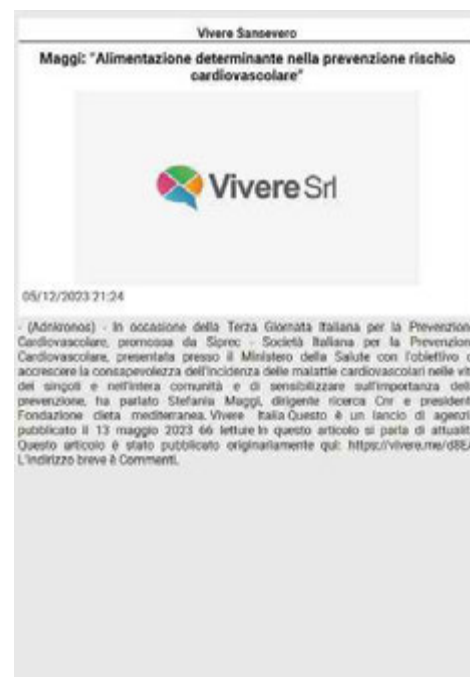 Vivere Sansevero
Maggi: "Alimentazione determinante nella prevenzione rischio
cardiovascolare"
Vivere Srl
05/12/2023 21:24
- (Adnkronos) - In occasione della Terza Giornata Italiana per la Prevenzion
Cardiovascolare, promossa da Siprec - Società Italiana per la Prevenzion
Cardiovascolare, presentata presso il Ministero della Salute con l'obiettivo
accrescere la consapevolezza dell'incidenza delle malattie cardiovascolari nelle vit
dei singoli e nell'intera comunità e di sensibilizzare sull'importanza dell
prevenzione, ha parlato Stefania Maggi, dirigente ricerca Cnr e president
Fondazione dieta mediterranea. Vivere Italia Questo è un lancio di agenzi
pubblicato il 13 maggio 2023 66 letture In questo articolo si parla di attualit
Questo articolo è stato pubblicato originariamente qui: https://vivere.me/d8E
L'indirizzo breve è Commenti.